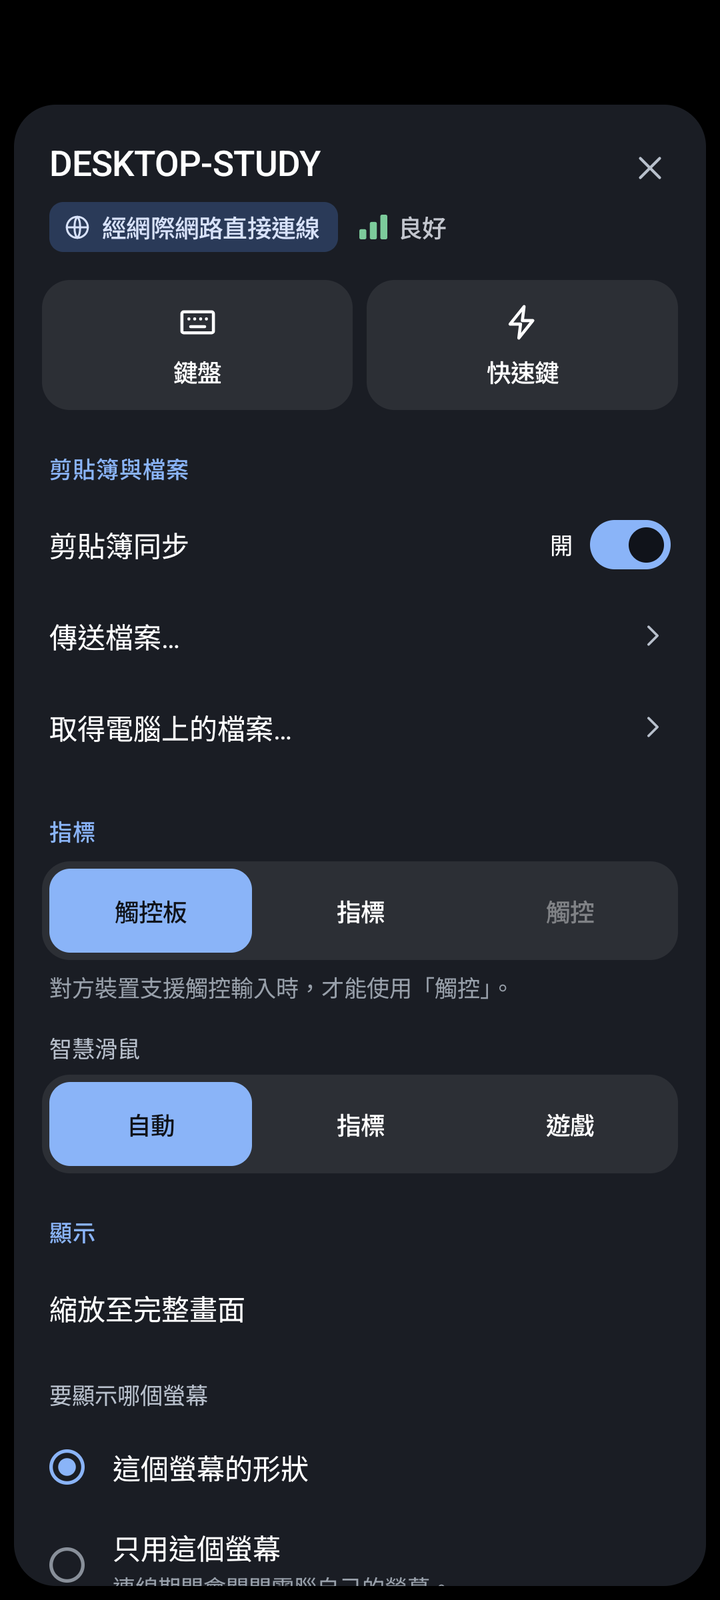 DESKTOP-STUDY
經網際網路直接連線
良好
鍵盤
快速鍵
剪貼簿與檔案
剪貼簿同步
開
傳送檔案...
取得電腦上的檔案...
指標
觸控板
指標
觸控
對方裝置支援觸控輸入時，才能使用「觸控」。
智慧滑鼠
自動
指標
遊戲
顯示
縮放至完整畫面
要顯示哪個螢幕
這個螢幕的形狀
只用這個螢幕